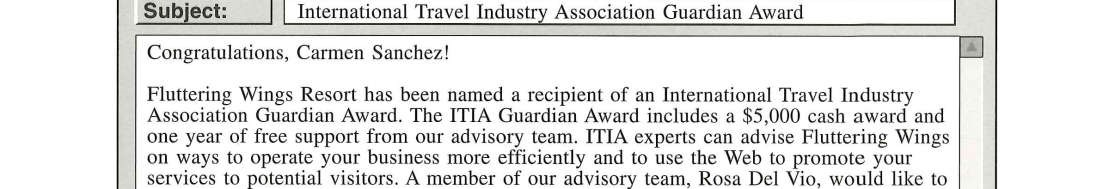 Subject: International Travel Industry Association Guardian Award
Congratulations, Carmen Sanchez!
Fluttering Wings Resort has been named a recipient of an International Travel Industry
Association Guardian Award. The ITIA Guardian Award includes a $5,000 cash award and
one year of free support from our advisory team. ITIA experts can advise Fluttering Wings
on ways to operate your business more efficiently and to use the Web to promote your
services to potential visitors. A member of our advisory team, Rosa Del Vio, would like to